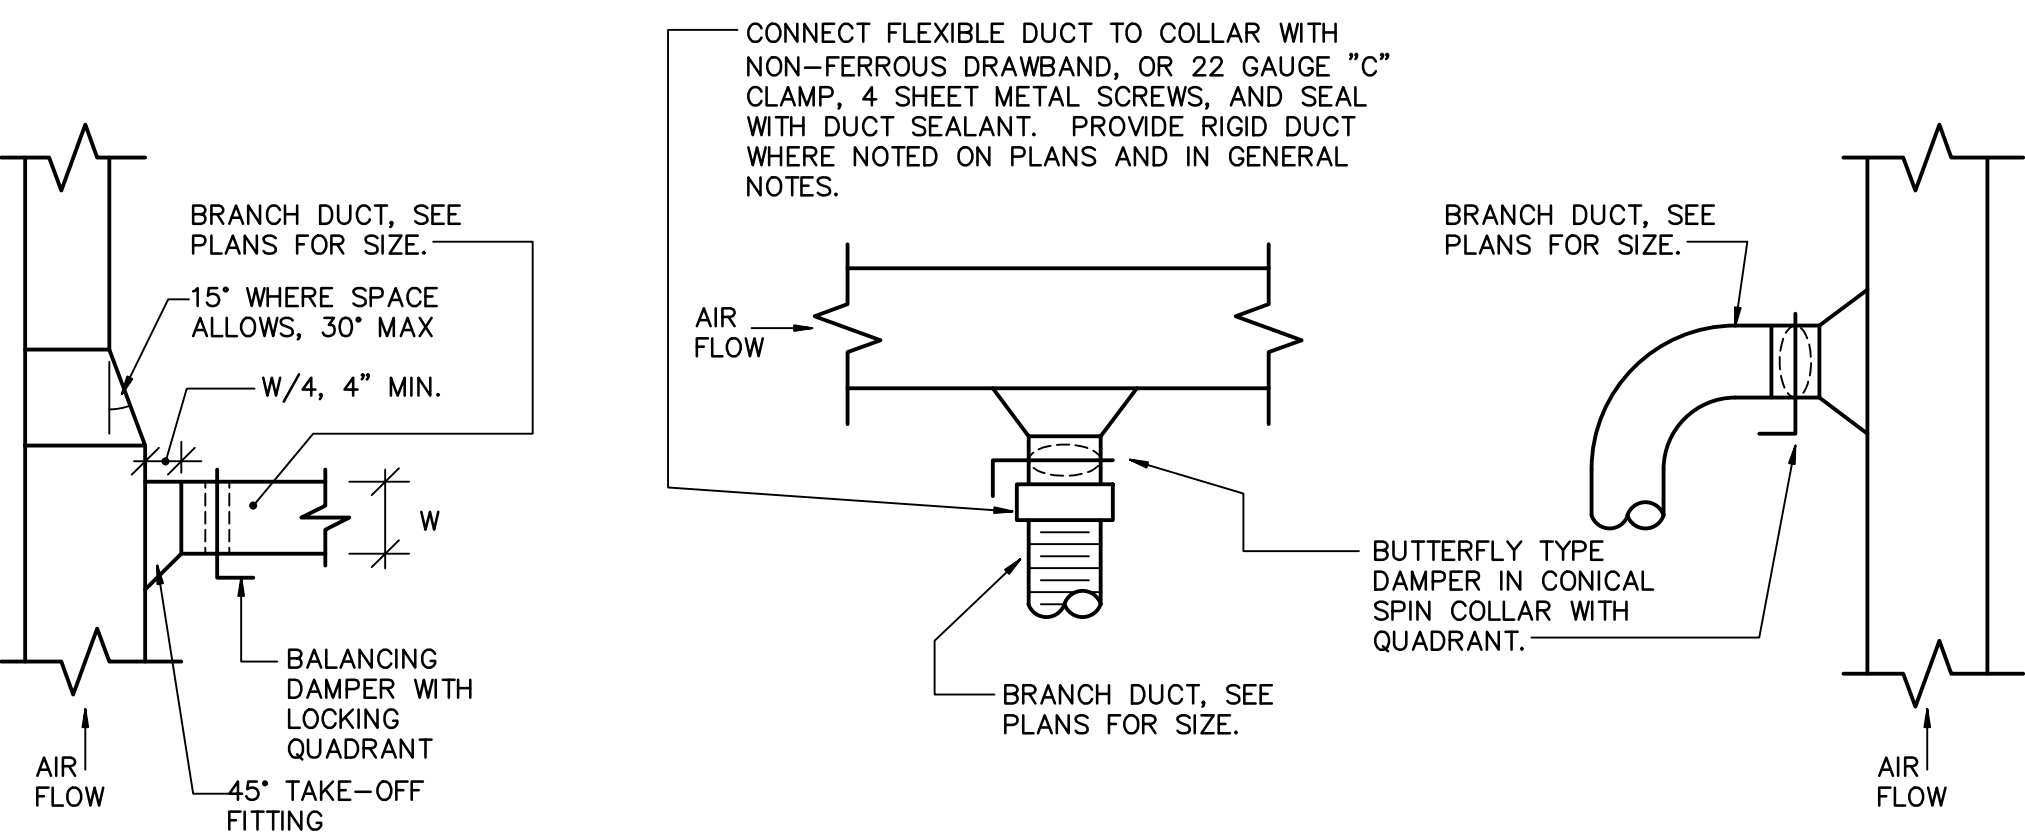 CONNECT FLEXIBLE DUCT TO COLLAR WITH
NON-FERROUS DRAWBAND, OR 22 GAUGE "C"
CLAMP, 4 SHEET METAL SCREWS, AND SEAL
WITH DUCT SEALANT.  PROVIDE RIGID DUCT
WHERE NOTED ON PLANS AND IN GENERAL
NOTES.
BRANCH DUCT, SEE
PLANS FOR SIZE.
15° WHERE SPACE
ALLOWS, 30° MAX
W/4, 4" MIN.
W
BALANCING
DAMPER WITH
LOCKING
QUADRANT
AIR
FLOW
45° TAKE-OFF
FITTING
AIR
FLOW
BRANCH DUCT, SEE
PLANS FOR SIZE.
BRANCH DUCT, SEE
PLANS FOR SIZE.
BUTTERFLY TYPE
DAMPER IN CONICAL
SPIN COLLAR WITH
QUADRANT.
AIR
FLOW